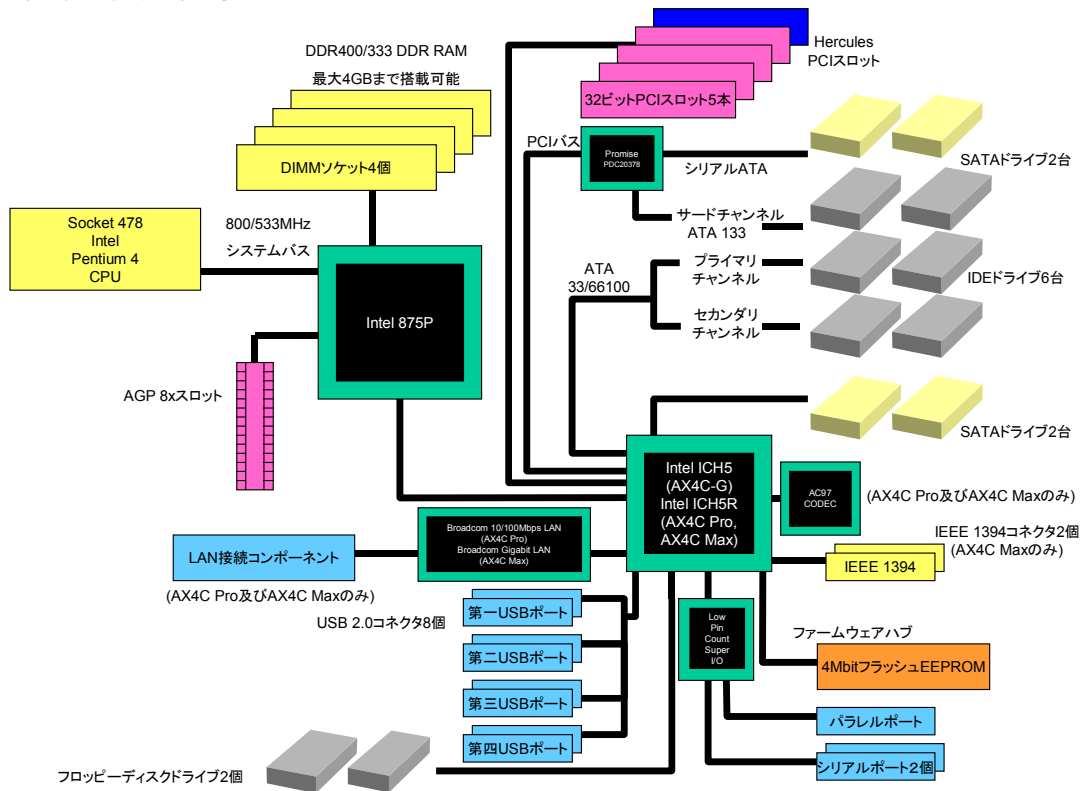 DDR400/333 DDR RAM
最大4GBまで搭載可能
DIMMソケット4個
Hercules
PCIスロット
32ビットPCIスロット5本
PCIバス
Promise
PDC20378
シリアルATA
SATAドライブ2台
サードチャンネル
ATA 133
ATA
33/66100
プライマリ
チャンネル
IDEドライブ6台
セカンダリ
チャンネル
Socket 478
Intel
Pentium 4
CPU
800/533MHz
システムバス
Intel 875P
AGP 8xスロット
SATAドライブ2台
Intel ICH5
(AX4C-G)
Intel ICH5R
(AX4C Pro,
AX4C Max)
AC97
CODEC
(AX4C Pro及びAX4C Maxのみ)
IEEE 1394コネクタ2個
(AX4C Maxのみ)
IEEE 1394
Broadcom 10/100Mbps LAN
(AX4C Pro)
Broadcom Gigabit LAN
(AX4C Max)
LAN接続コンポーネント
(AX4C Pro及びAX4C Maxのみ)
USB 2.0コネクタ8個
第一USBポート
第二USBポート
第三USBポート
第四USBポート
Low
Pin
Count
Super
I/O
ファームウェアハブ
4MbitフラッシュEEPROM
パラレルポート
シリアルポート2個
フロッピーディスクドライブ2個